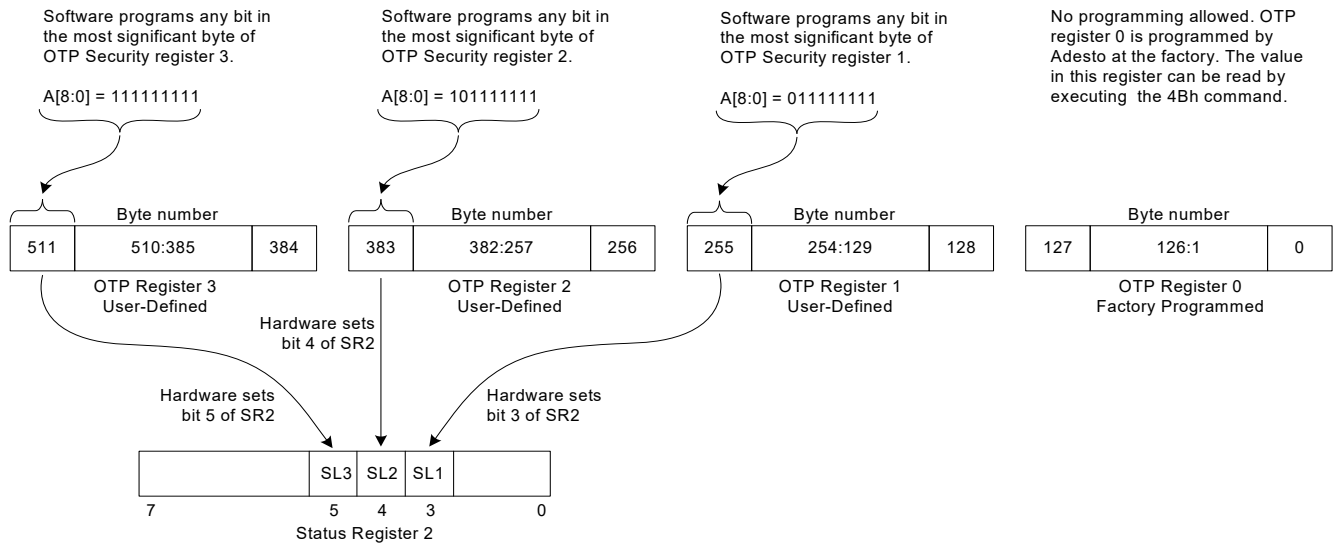 Software programs any bit in
the most significant byte of
OTP Security register 3.
A[8:0] = 111111111
Software programs any bit in
the most significant byte of
OTP Security register 2.
A[8:0] = 101111111
Software programs any bit in
the most significant byte of
OTP Security register 1.
A[8:0] = 011111111
No programming allowed. OTP
register 0 is programmed by
Adesto at the factory. The value
in this register can be read by
executing the 4Bh command.
Byte number
511 510:385 384
OTP Register 3
User-Defined
Byte number
383 382:257 256
OTP Register 2
User-Defined
Byte number
255 254:129 128
OTP Register 1
User-Defined
Byte number
127 126:1 0
OTP Register 0
Factory Programmed
Hardware sets
bit 4 of SR2
Hardware sets
bit 5 of SR2
Hardware sets
bit 3 of SR2
SL3 SL2 SL1
7 5 4 3 0
Status Register 2